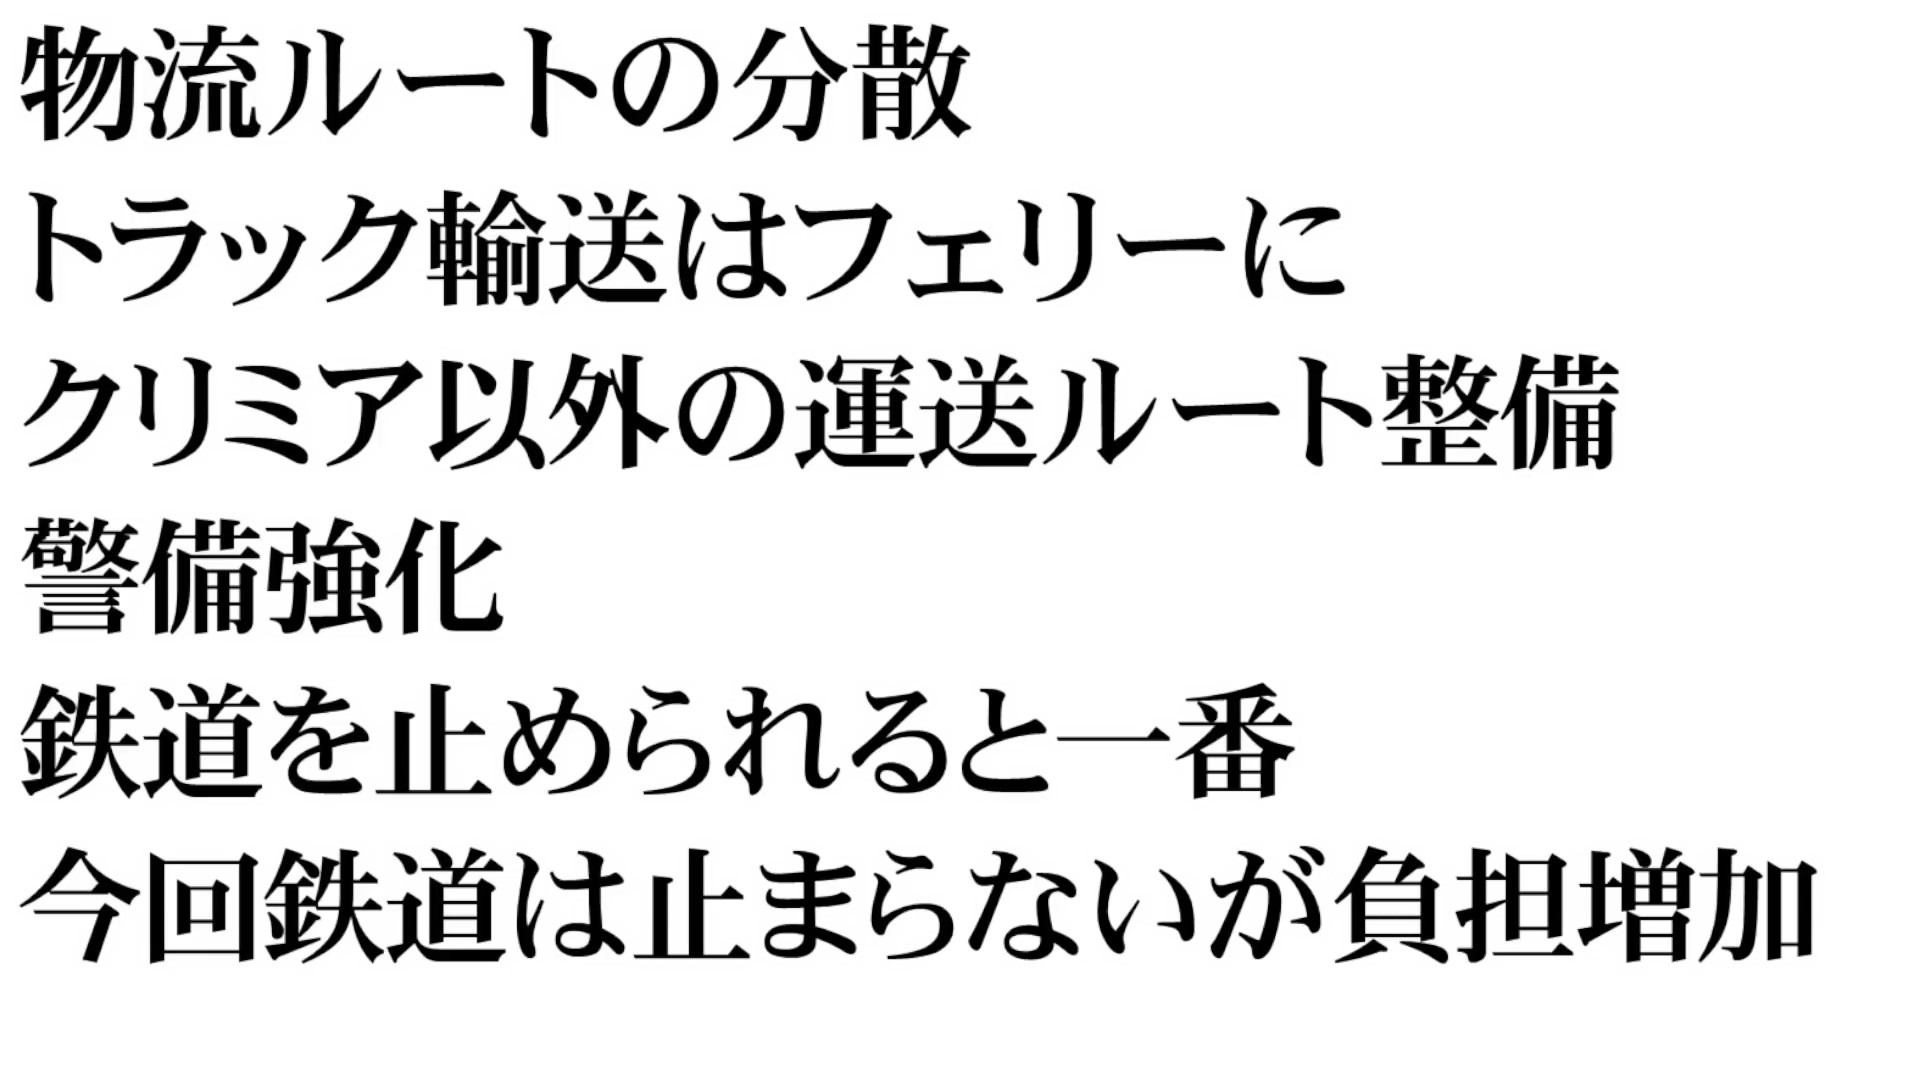 物流ルートの分散
トラック輸送はフェリーに
クリミア以外の運送ルート整備
警備強化
鉄道を止められると一番
今回鉄道は止まらないが負担増加